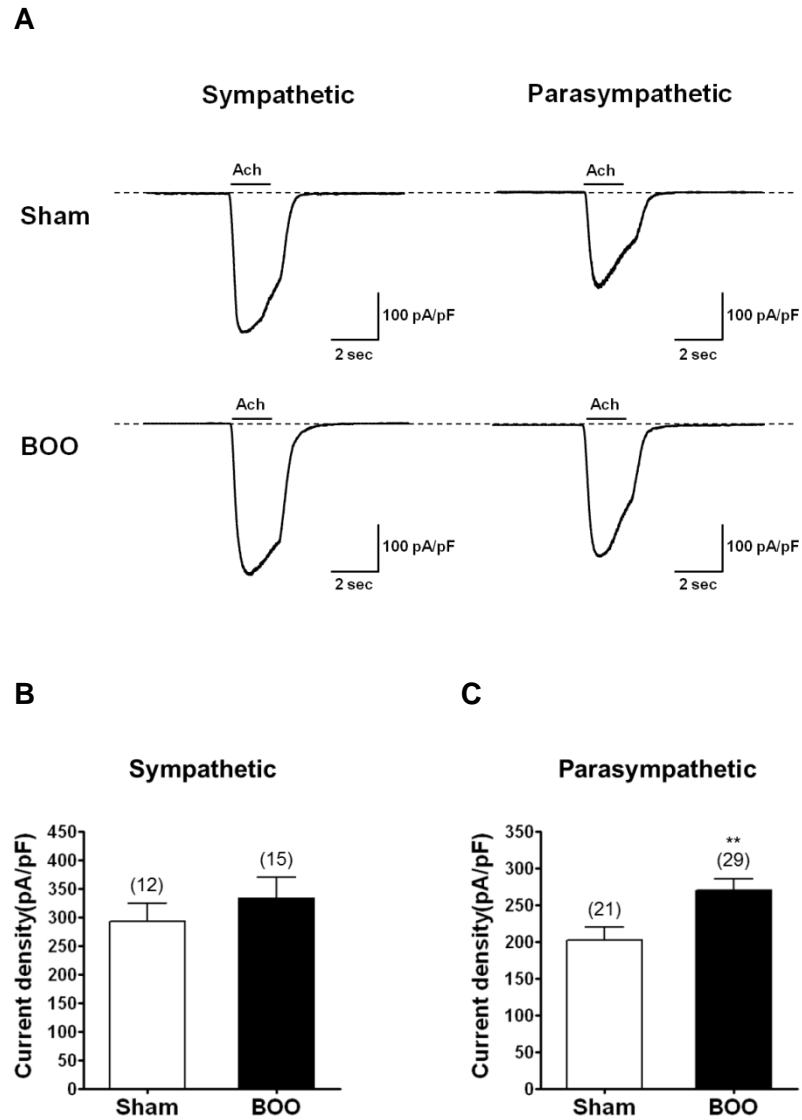 A
Sympathetic Parasympathetic
Ach Ach
Sham
100 pA/pF 100 pA/pF
2 sec 2 sec
Ach Ach
BOO
100 pA/pF 100 pA/pF
2 sec 2 sec
B C
Sympathetic Parasympathetic
Current density(pA/pF)
450
400
350
300
250
200
150
100
50
0
(12)
(15)
Sham BOO
Current density(pA/pF)
350
300
250
200
150
100
50
0
(21)
**
(29)
Sham BOO